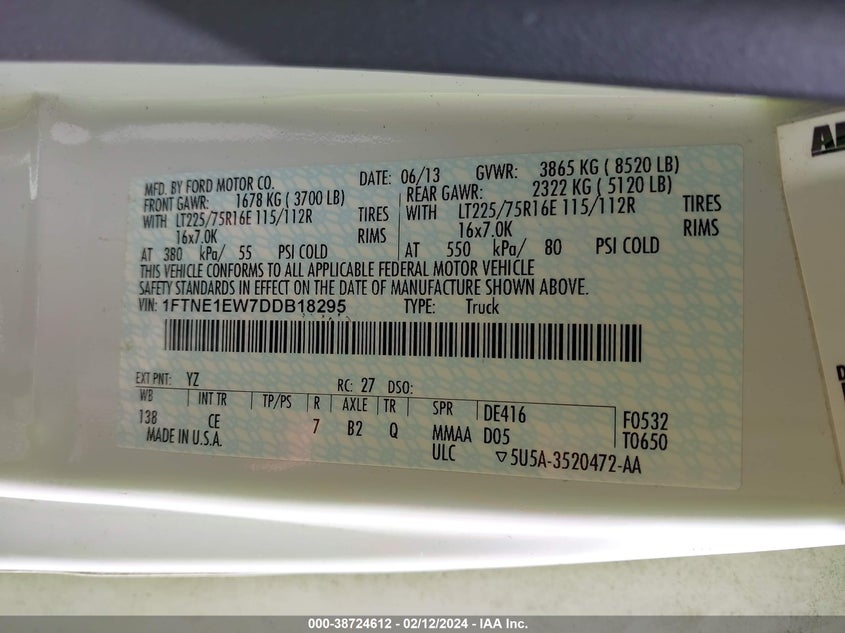 MFD. BY FORD MOTOR CO. DATE: 06/13 GVWR: 3865 KG ( 8520 LB)
FRONT GAWR: 1678 KG ( 3700 LB) REAR GAWR: 2322 KG ( 5120 LB)
WITH LT225/75R16E 115/112R TIRES WITH LT225/75R16E 115/112R TIRES
16x7.0K RIMS 16x7.0K RIMS
AT 380 kPa/ 55 PSI COLD AT 550 kPa/ 80 PSI COLD
THIS VEHICLE CONFORMS TO ALL APPLICABLE FEDERAL MOTOR VEHICLE
SAFETY STANDARDS IN EFFECT ON THE DATE OF MANUFACTURE SHOWN ABOVE.
VIN: 1FTNE1EW7DDB18295 TYPE: Truck
EXT PNT: YZ RC: 27 DSO:
WB INT TR TP/PS R AXLE TR SPR DE416 F0532
138 CE 7 B2 Q MMAA D05 T0650
MADE IN U.S.A. ULC ▽5U5A-3520472-AA
000-38724612 - 02/12/2024 - IAA Inc.